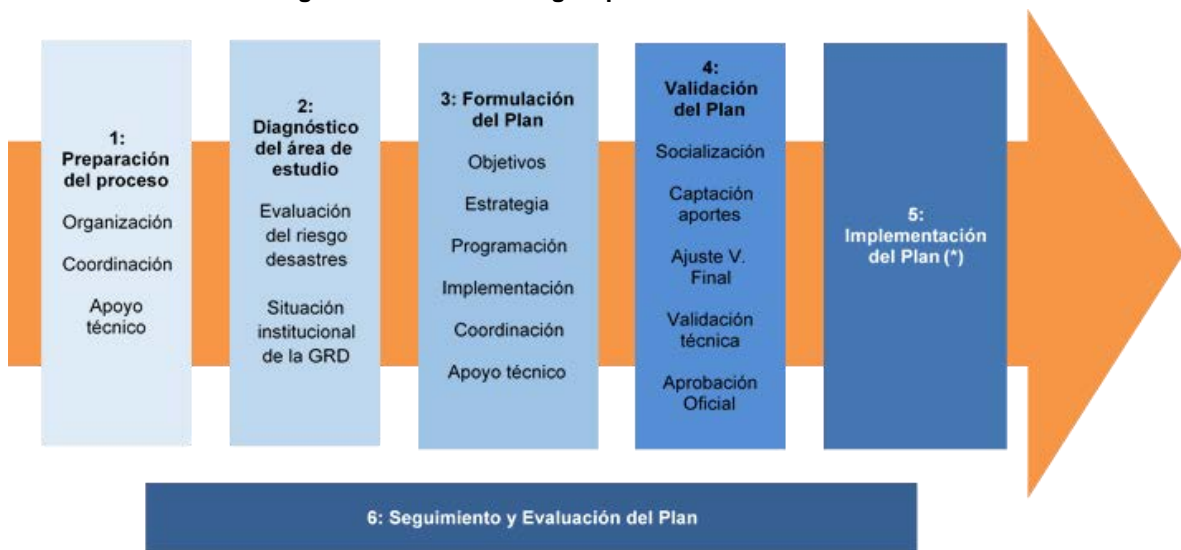 1:
Preparación
del proceso
Organización
Coordinación
Apoyo
técnico
2:
Diagnóstico
del área de
estudio
Evaluación
del riesgo
desastres
Situación
institucional
de la GRD
3: Formulación
del Plan
Objetivos
Estrategia
Programación
Implementación
Coordinación
Apoyo técnico
4:
Validación
del Plan
Socialización
Captación
aportes
Ajuste V.
Final
Validación
técnica
Aprobación
Oficial
5:
Implementación
del Plan (*)
6: Seguimiento y Evaluación del Plan